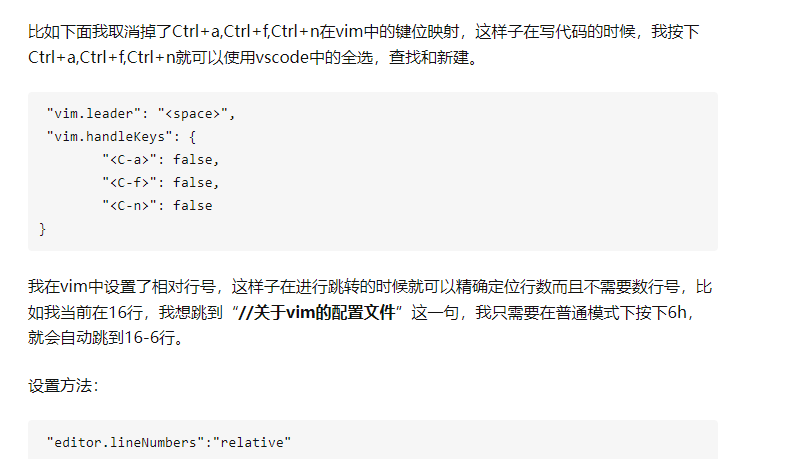 比如下面我取消掉了Ctrl+a,Ctrl+f,Ctrl+n在vim中的键位映射，这样子在写代码的时候，我按下
Ctrl+a,Ctrl+f,Ctrl+n就可以使用vscode中的全选，查找和新建。
"vim.leader": "<space>",
"vim.handleKeys": {
"<C-a>": false,
"<C-f>": false,
"<C-n>": false
}
我在vim中设置了相对行号，这样子在进行跳转的时候就可以精确定位行数而且不需要数行号，比
如我当前在16行，我想跳到“//关于vim的配置文件”这一句，我只需要在普通模式下按下6h，
就会自动跳到16-6行。
设置方法：
"editor.lineNumbers":"relative"